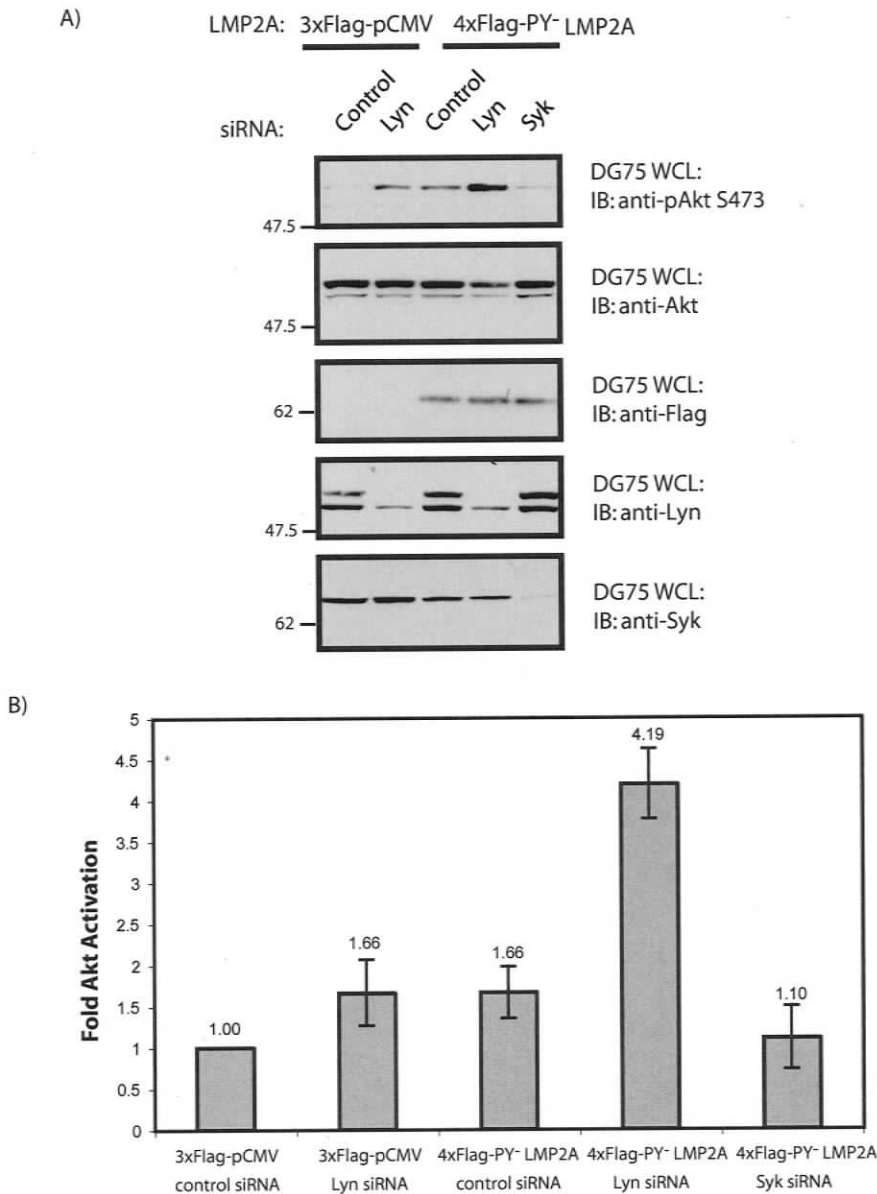 A)
LMP2A: 3xFlag-pCMV 4xFlag-PY- LMP2A
siRNA: Control Lyn Control Lyn Syk
DG75 WCL:
IB: anti-pAkt S473
47.5
DG75 WCL:
IB: anti-Akt
47.5
DG75 WCL:
IB: anti-Flag
62
DG75 WCL:
IB: anti-Lyn
47.5
DG75 WCL:
IB: anti-Syk
62
B)
Fold Akt Activation
5
4.5
4
3.5
3
2.5
2
1.5
1
0.5
0
1.00
1.66
1.66
4.19
1.10
3xFlag-pCMV 3xFlag-pCMV 4xFlag-PY- LMP2A 4xFlag-PY- LMP2A 4xFlag-PY- LMP2A
control siRNA Lyn siRNA control siRNA Lyn siRNA Syk siRNA